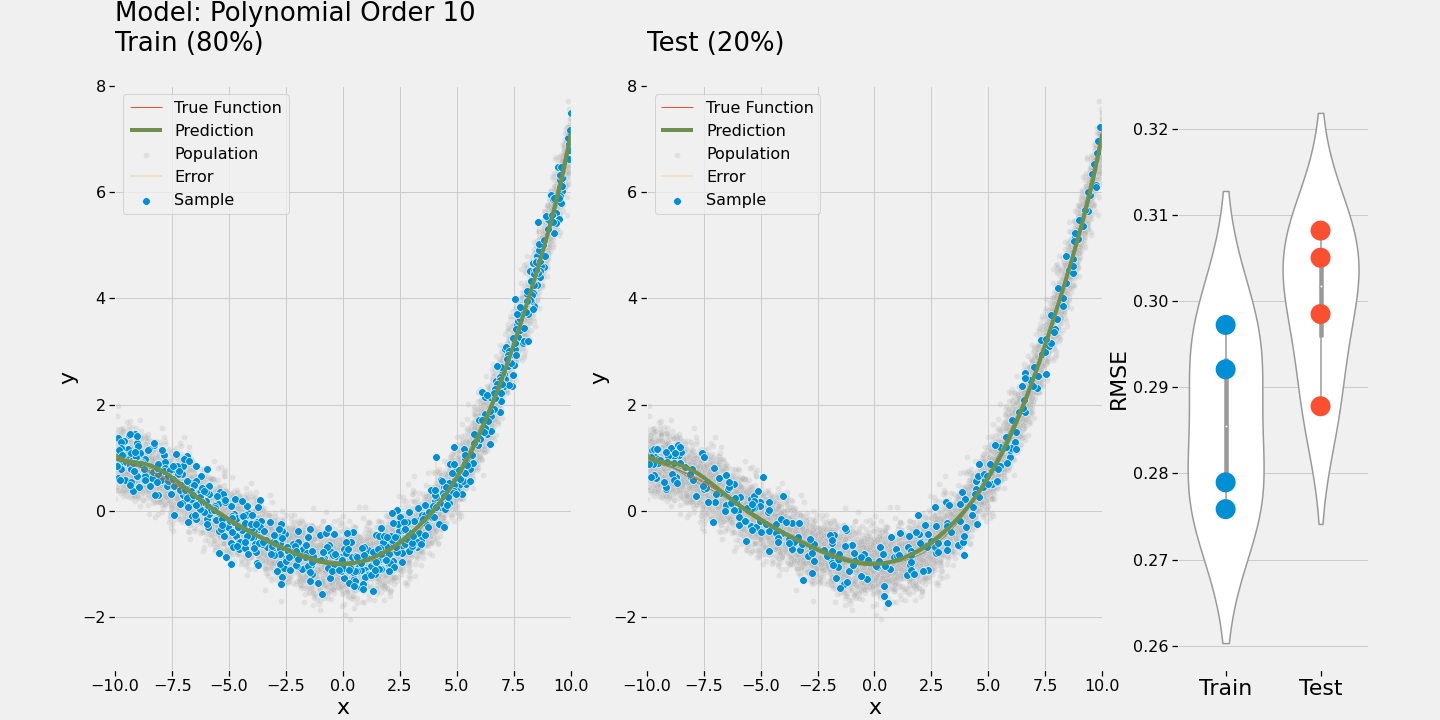 Model: Polynomial Order 10
Train (80%)
Test (20%)
8
6
4
2
0
−2
y
True Function
Prediction
Population
Error
Sample
−10.0 −7.5 −5.0 −2.5 0.0 2.5 5.0 7.5 10.0
x
8
6
4
2
0
−2
y
True Function
Prediction
Population
Error
Sample
−10.0 −7.5 −5.0 −2.5 0.0 2.5 5.0 7.5 10.0
x
0.32
0.31
0.30
0.29
0.28
0.27
0.26
RMSE
Train Test